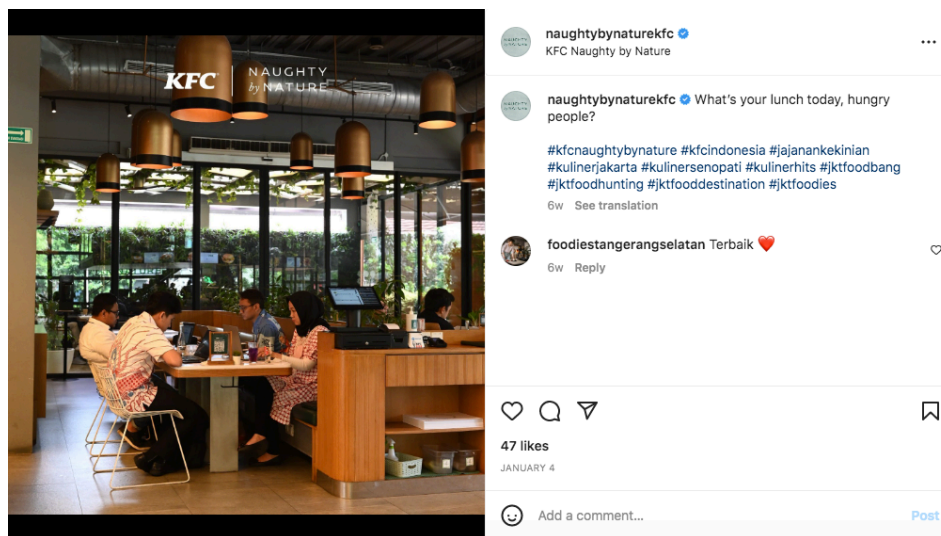 KFC
NAUGHTY
by NATURE
naughtybynaturekfc
KFC Naughty by Nature
naughtybynaturekfc What's your lunch today, hungry
people?
#kfcnaughtybynature #kfcindonesia #jajanankekinian
#kulinerjakarta #kulinersenopati #kulinerhits #jktfoodbang
#jktfoodhunting #jktfooddestination #jktfoodies
6w See translation
foodiestangerangselatan Terbaik ❤️
6w Reply
47 likes
JANUARY 4
Add a comment...
Post